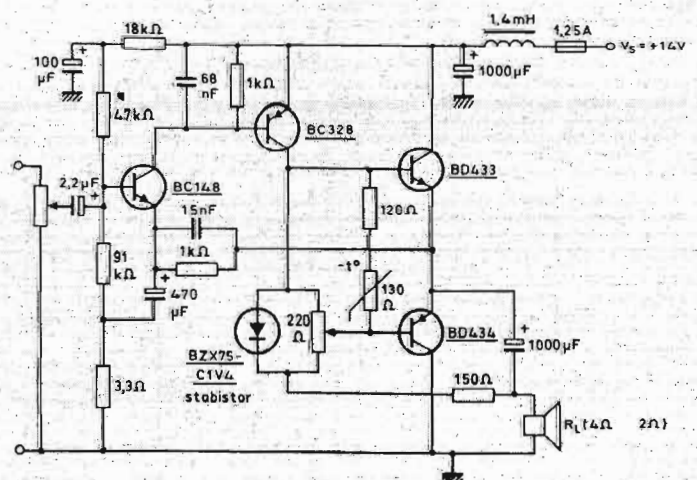 18kΩ
1,4mH
1,25A
Vs = +14V
100
µF
+
68
nF
1kΩ
+
1000µF
47kΩ
BC328
2,2µF
+
BC148
BD433
15nF
120Ω
1kΩ
91
kΩ
+
470
µF
-t°
130
Ω
220
Ω
BD434
+
1000µF
BZX75-
C1V4
stabistor
150Ω
3,3Ω
RL (4Ω 2Ω)